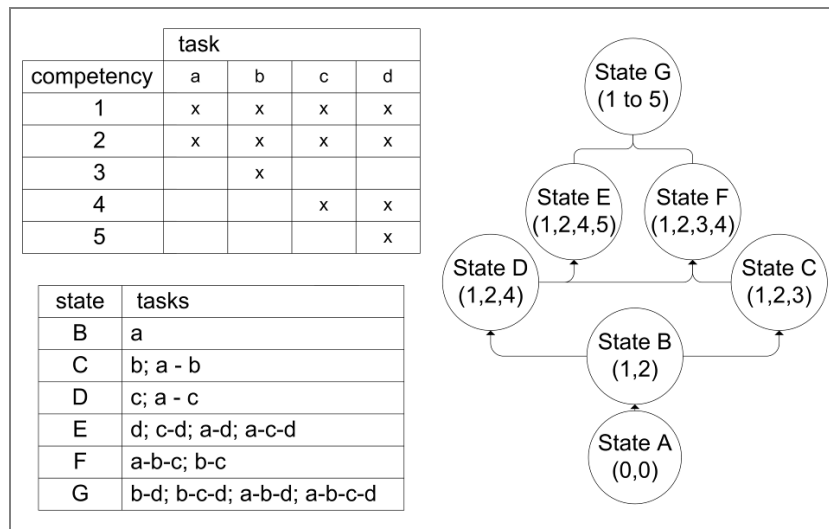 task
competency a b c d
1 x x x x
2 x x x x
3 x
4 x x
5 x
state tasks
B a
C b; a - b
D c; a - c
E d; c-d; a-d; a-c-d
F a-b-c; b-c
G b-d; b-c-d; a-b-d; a-b-c-d
State G
(1 to 5)
State E
(1,2,4,5)
State F
(1,2,3,4)
State D
(1,2,4)
State C
(1,2,3)
State B
(1,2)
State A
(0,0)